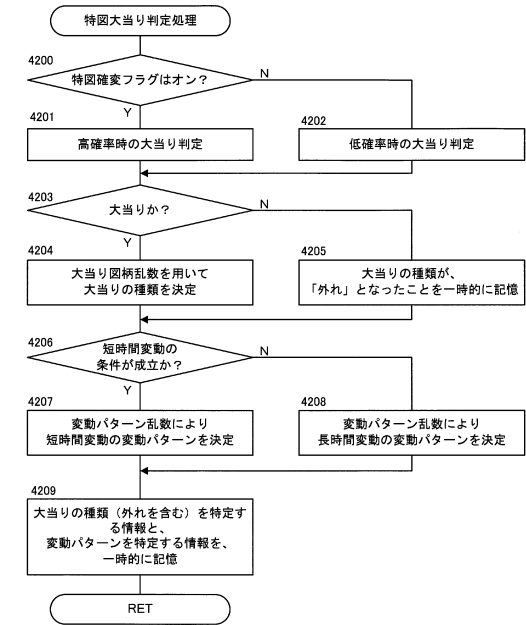 特図大当り判定処理
4200
特図確変フラグはオン？
N
Y
4201
高確率時の大当り判定
4202
低確率時の大当り判定
4203
大当りか？
N
Y
4204
大当り図柄乱数を用いて
大当りの種類を決定
4205
大当りの種類が、
「外れ」となったことを一時的に記憶
4206
短時間変動の
条件が成立か？
N
Y
4207
変動パターン乱数により
短時間変動の変動パターンを決定
4208
変動パターン乱数により
長時間変動の変動パターンを決定
4209
大当りの種類（外れを含む）を特定す
る情報と、
変動パターンを特定する情報を、
一時的に記憶
RET